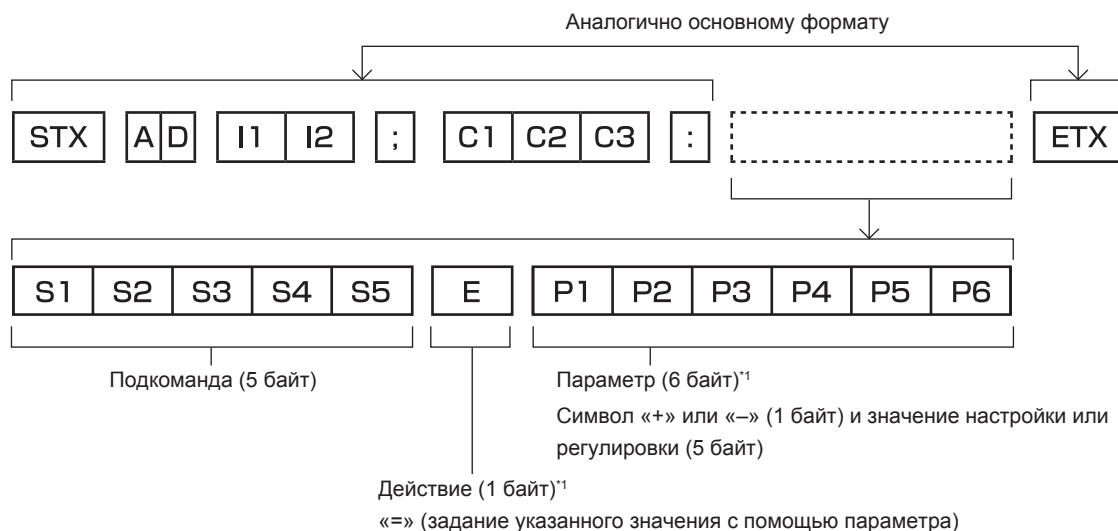 Аналогично основному формату
STX A D I1 I2 ; C1 C2 C3 : ETX
S1 S2 S3 S4 S5 E P1 P2 P3 P4 P5 P6
Подкоманда (5 байт)
Параметр (6 байт)*1
Символ «+» или «–» (1 байт) и значение настройки или
регулировки (5 байт)
Действие (1 байт)*1
«=» (задание указанного значения с помощью параметра)